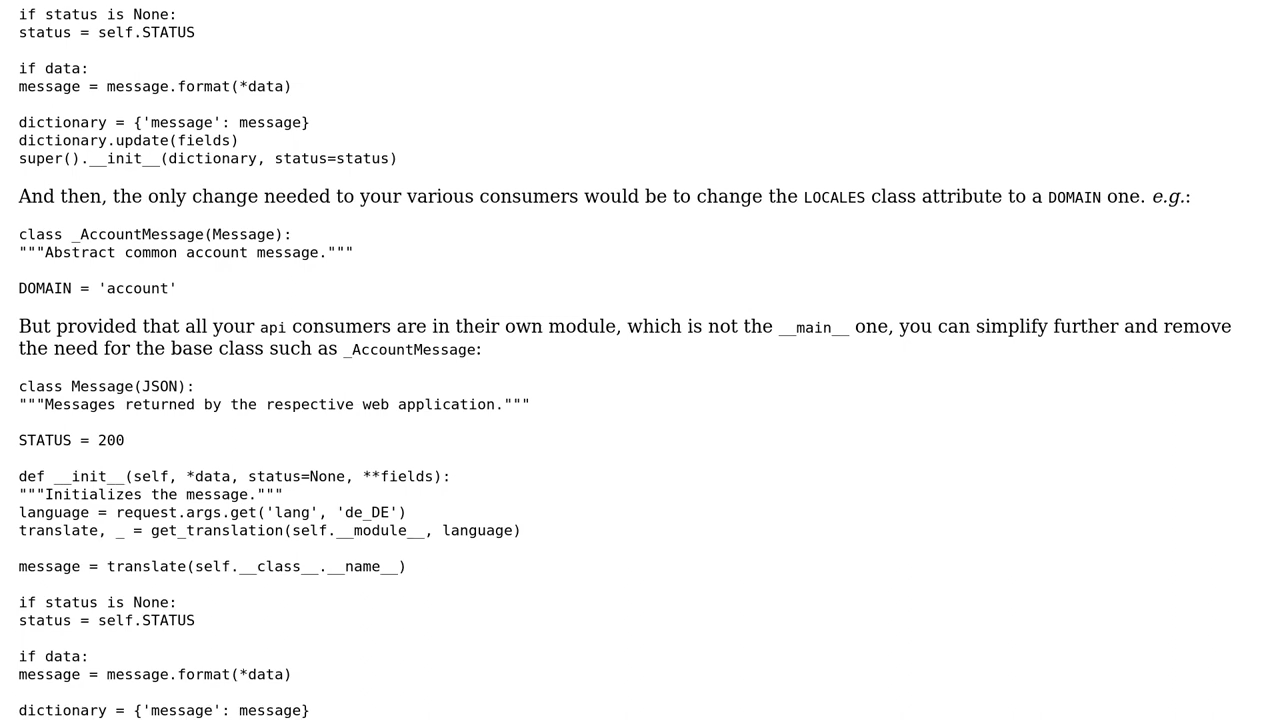 if status is None:
status = self.STATUS
if data:
message = message.format(*data)
dictionary = {'message': message}
dictionary.update(fields)
super().__init__(dictionary, status=status)
And then, the only change needed to your various consumers would be to change the LOCALES class attribute to a DOMAIN one. e.g.:
class _AccountMessage(Message):
"""Abstract common account message."""
DOMAIN = 'account'
But provided that all your api consumers are in their own module, which is not the __main__ one, you can simplify further and remove
the need for the base class such as _AccountMessage:
class Message(JSON):
"""Messages returned by the respective web application."""
STATUS = 200
def __init__(self, *data, status=None, **fields):
"""Initializes the message."""
language = request.args.get('lang', 'de_DE')
translate, _ = get_translation(self.__module__, language)
message = translate(self.__class__.__name__)
if status is None:
status = self.STATUS
if data:
message = message.format(*data)
dictionary = {'message': message}